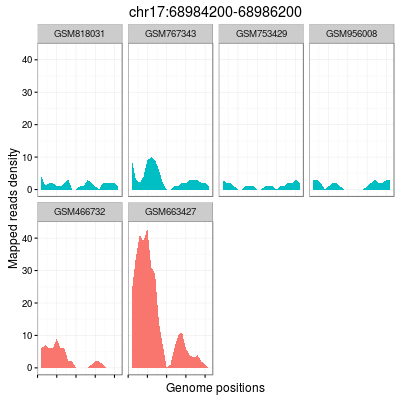 chr17:68984200-68986200
GSM818031 GSM767343 GSM753429 GSM956008
40
30
20
10
0
Mapped reads density
GSM466732 GSM663427
40
30
20
10
0
Genome positions